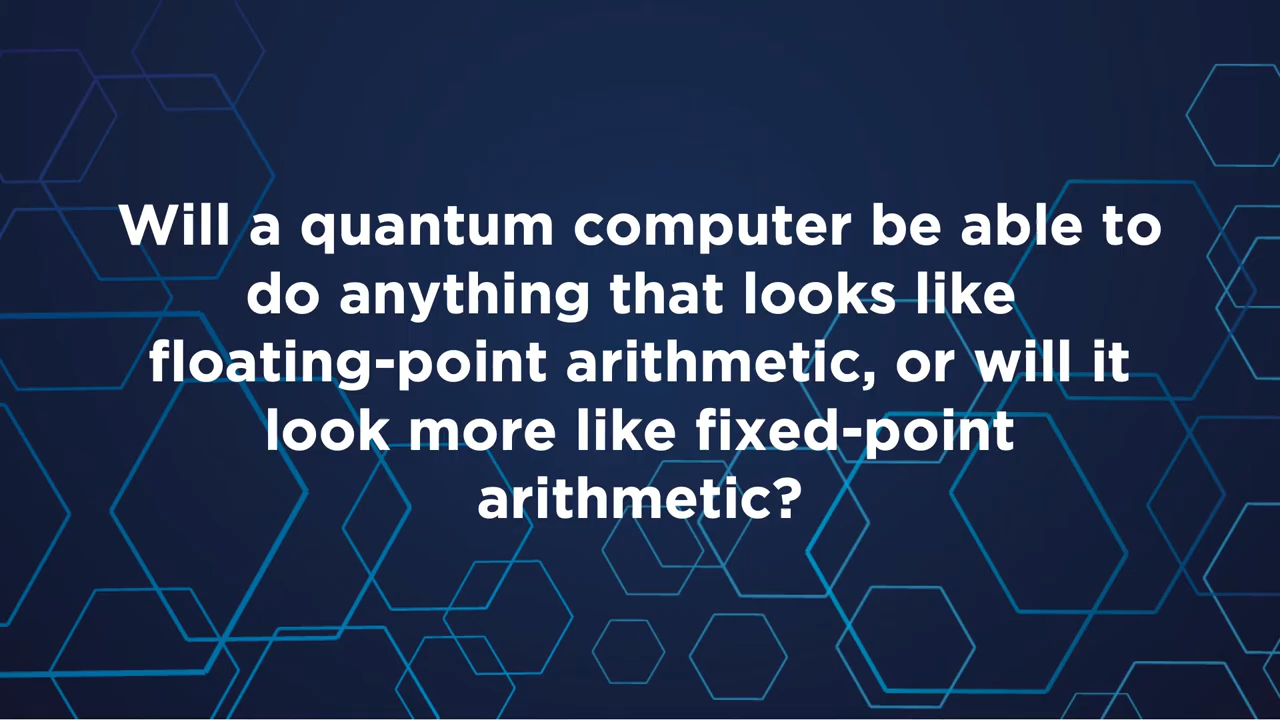 Will a quantum computer be able to
do anything that looks like
floating-point arithmetic, or will it
look more like fixed-point
arithmetic?